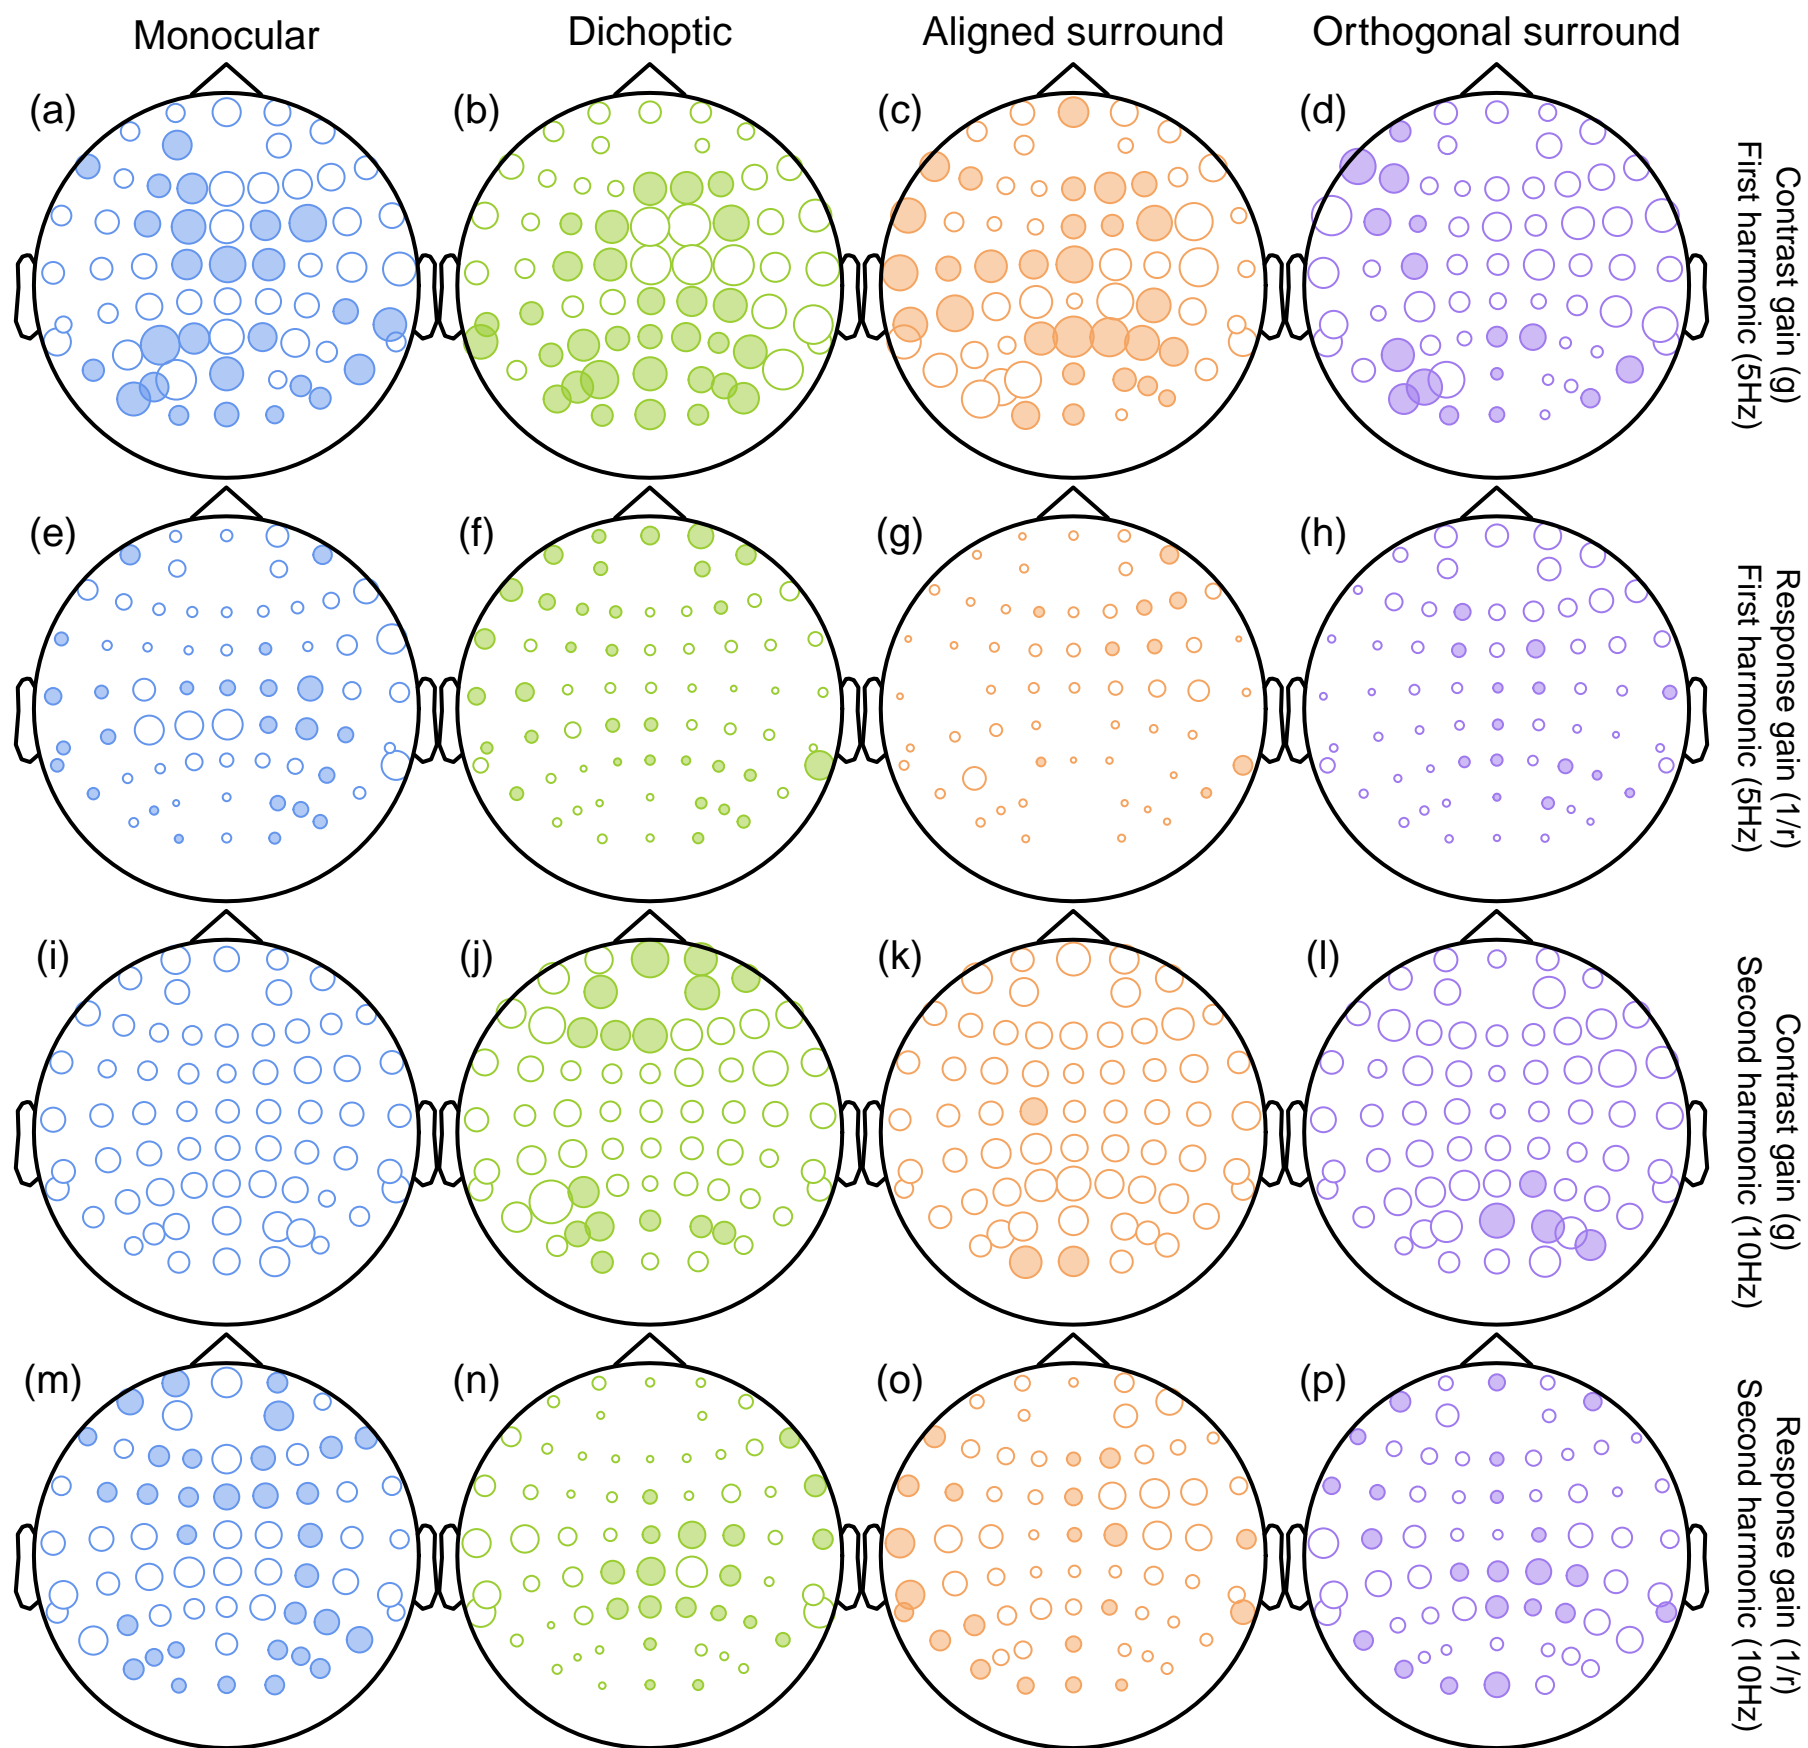 Monocular
Dichoptic
Aligned surround
Orthogonal surround
(a)
(b)
(c)
(d)
Contrast gain (g)
First harmonic (5Hz)
(e)
(f)
(g)
(h)
Response gain (1/r)
First harmonic (5Hz)
(i)
(j)
(k)
(l)
Contrast gain (g)
Second harmonic (10Hz)
(m)
(n)
(o)
(p)
Response gain (1/r)
Second harmonic (10Hz)